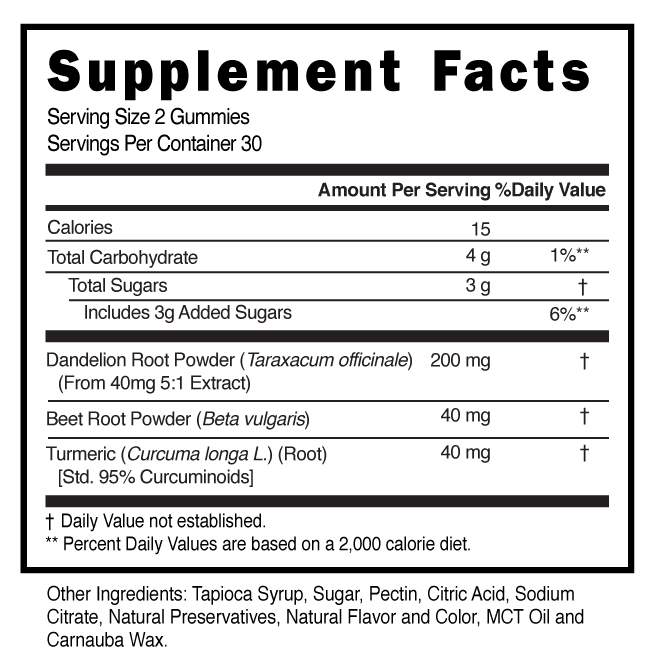 Supplement Facts
Serving Size 2 Gummies
Servings Per Container 30
Amount Per Serving %Daily Value
Calories 15
Total Carbohydrate 4 g 1%**
Total Sugars 3 g †
Includes 3g Added Sugars 6%**
Dandelion Root Powder (Taraxacum officinale) 200 mg †
(From 40mg 5:1 Extract)
Beet Root Powder (Beta vulgaris) 40 mg †
Turmeric (Curcuma longa L.) (Root) 40 mg †
[Std. 95% Curcuminoids]
† Daily Value not established.
** Percent Daily Values are based on a 2,000 calorie diet.
Other Ingredients: Tapioca Syrup, Sugar, Pectin, Citric Acid, Sodium
Citrate, Natural Preservatives, Natural Flavor and Color, MCT Oil and
Carnauba Wax.